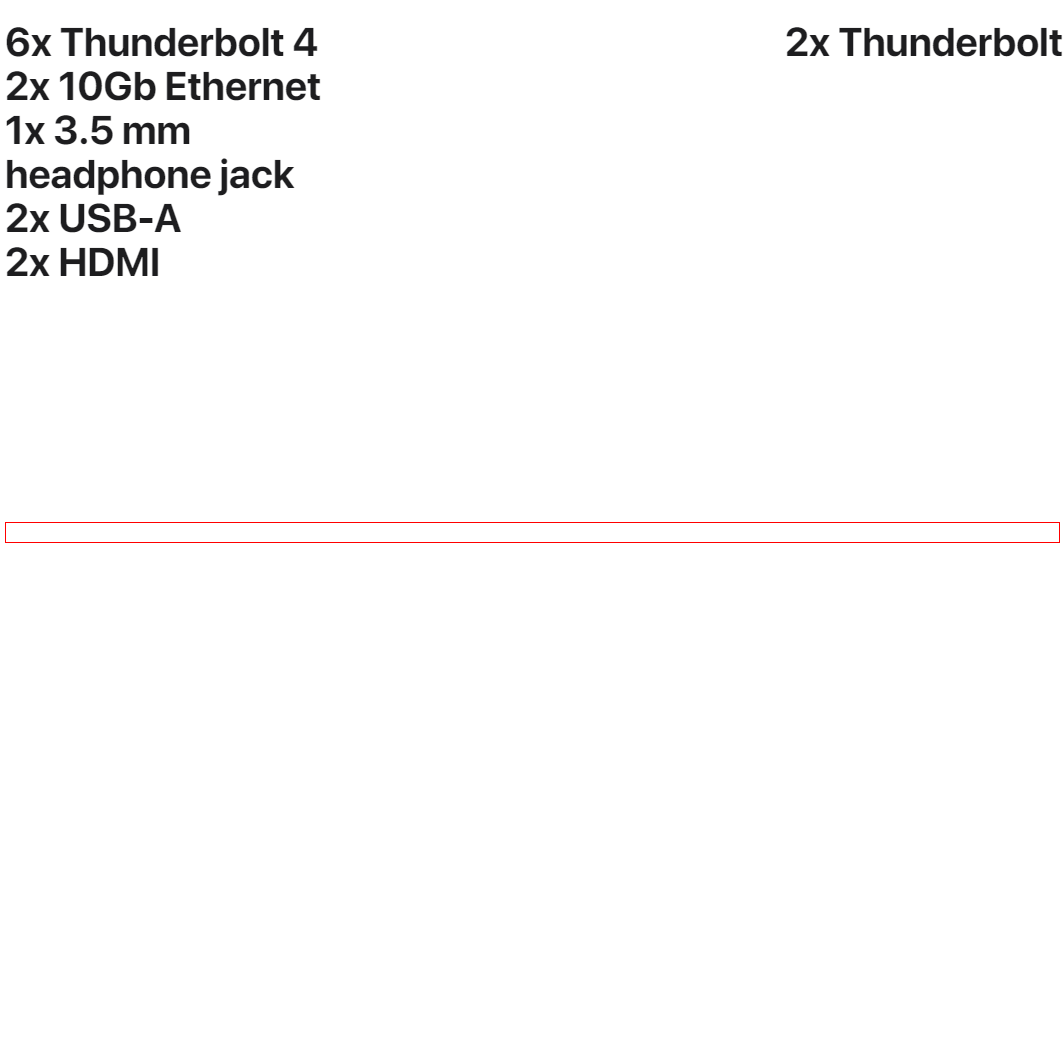 6x Thunderbolt 4
2x 10Gb Ethernet
1x 3.5 mm
headphone jack
2x USB-A
2x HDMI
2x Thunderbolt